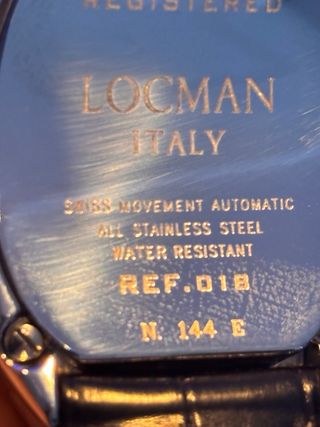 REGISTERED
LOCMAN
ITALY
SWISS MOVEMENT AUTOMATIC
ALL STAINLESS STEEL
WATER RESISTANT
REF.018
N. 144 E